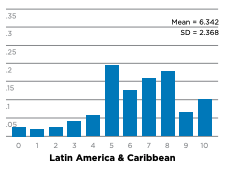 .35
Mean = 6.342
.3
SD = 2.368
.25
.2
.15
.1
.05
0 1 2 3 4 5 6 7 8 9 10
Latin America & Caribbean